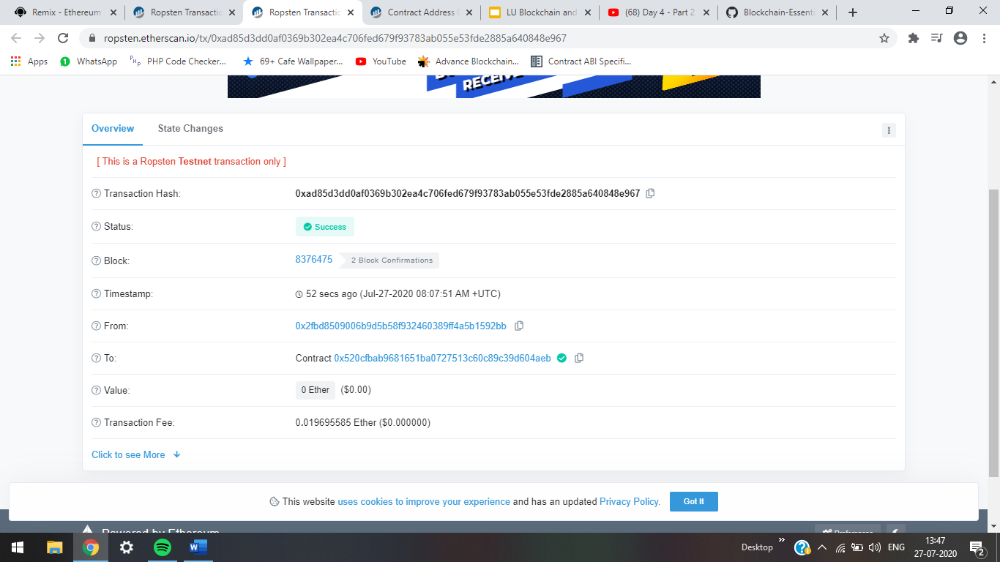 Remix - Ethereum
Ropsten Transactic
Ropsten Transactic
Contract Address
LU Blockchain and
(68) Day 4 - Part 2
Blockchain-Essenti
ropsten.etherscan.io/tx/0xad85d3dd0af0369b302ea4c706fed679f93783ab055e53fde2885a640848e967
Apps
WhatsApp
PHP Code Checker...
69+ Cafe Wallpaper...
YouTube
Advance Blockchain...
Contract ABI Specifi...
Overview
State Changes
[ This is a Ropsten Testnet transaction only ]
Transaction Hash:
0xad85d3dd0af0369b302ea4c706fed679f93783ab055e53fde2885a640848e967
Status:
Success
Block:
8376475
2 Block Confirmations
Timestamp:
52 secs ago (Jul-27-2020 08:07:51 AM +UTC)
From:
0x2fbd8509006b9d5b58f932460389ff4a5b1592bb
To:
Contract 0x520cfbab9681651ba0727513c60c89c39d604aeb
Value:
0 Ether ($0.00)
Transaction Fee:
0.019695585 Ether ($0.000000)
Click to see More
This website uses cookies to improve your experience and has an updated Privacy Policy.
Got It
Powered by Ethereum
Preferences
Desktop
ENG
13:47
27-07-2020
2